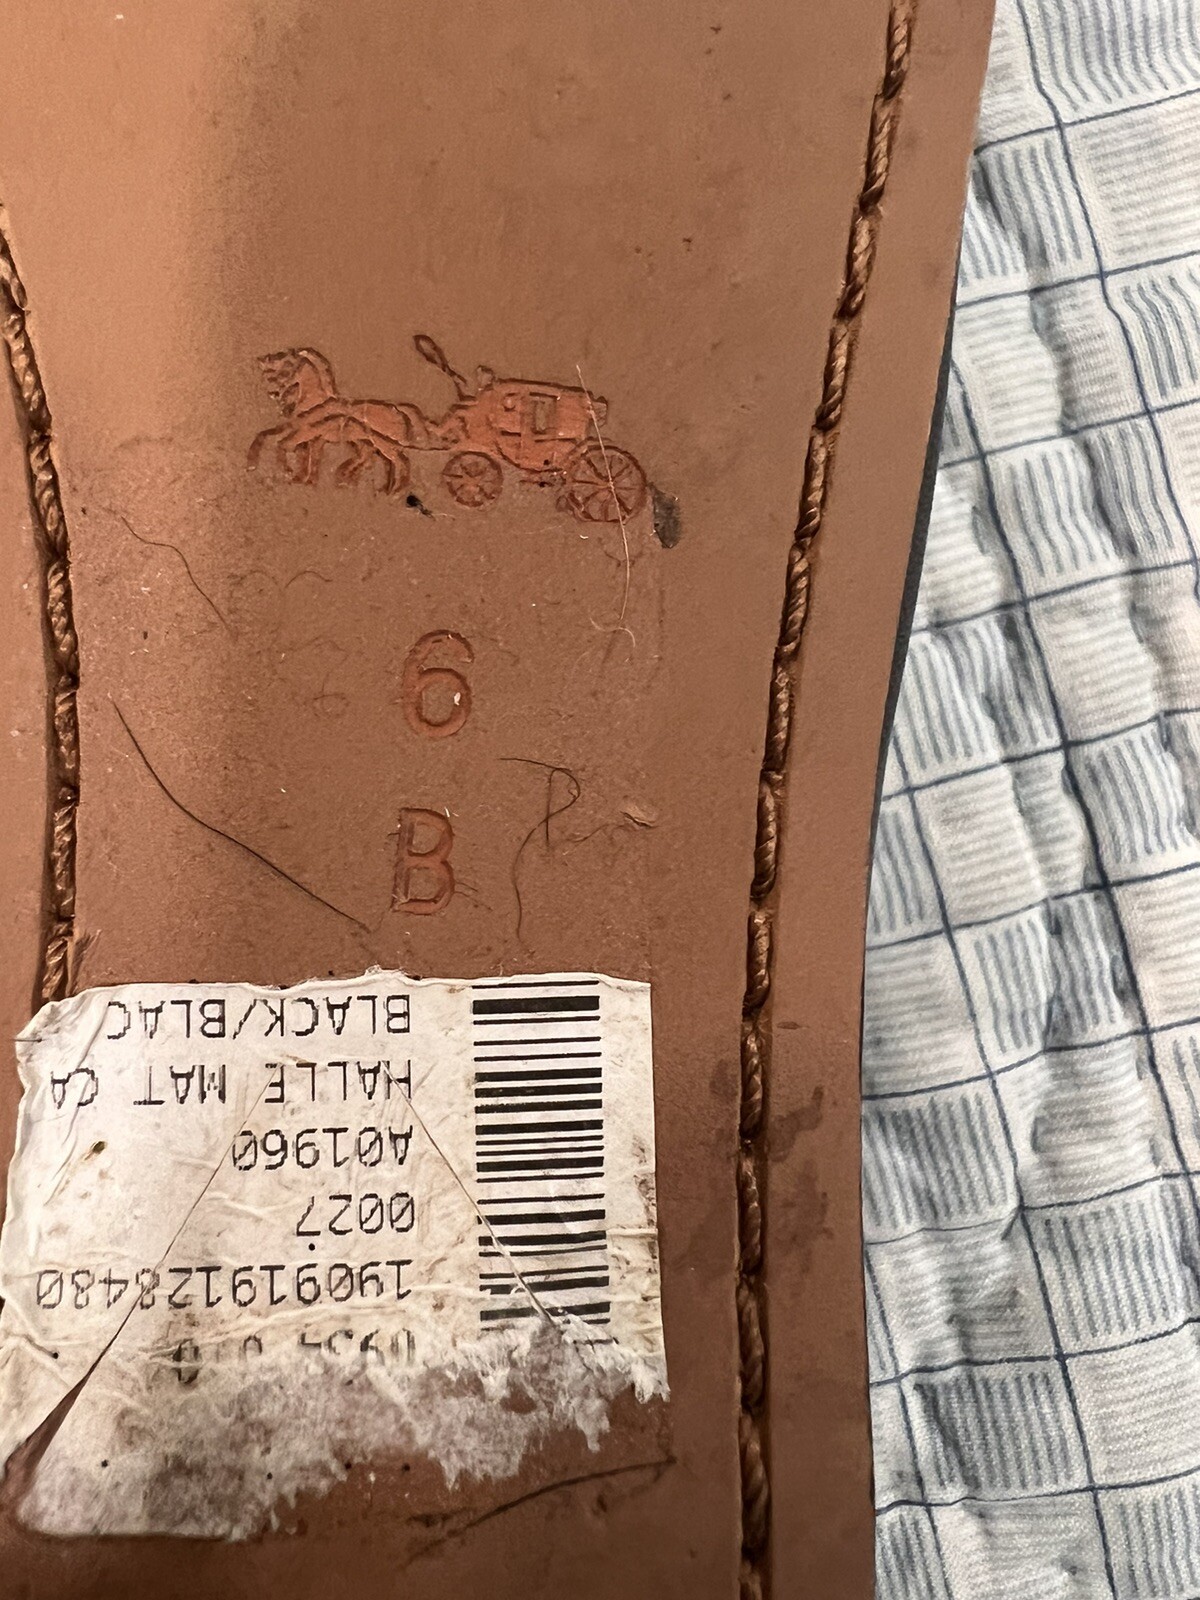 6
B
190919128480
0027
A01960
HALLE MAT CA
BLACK/BLAC